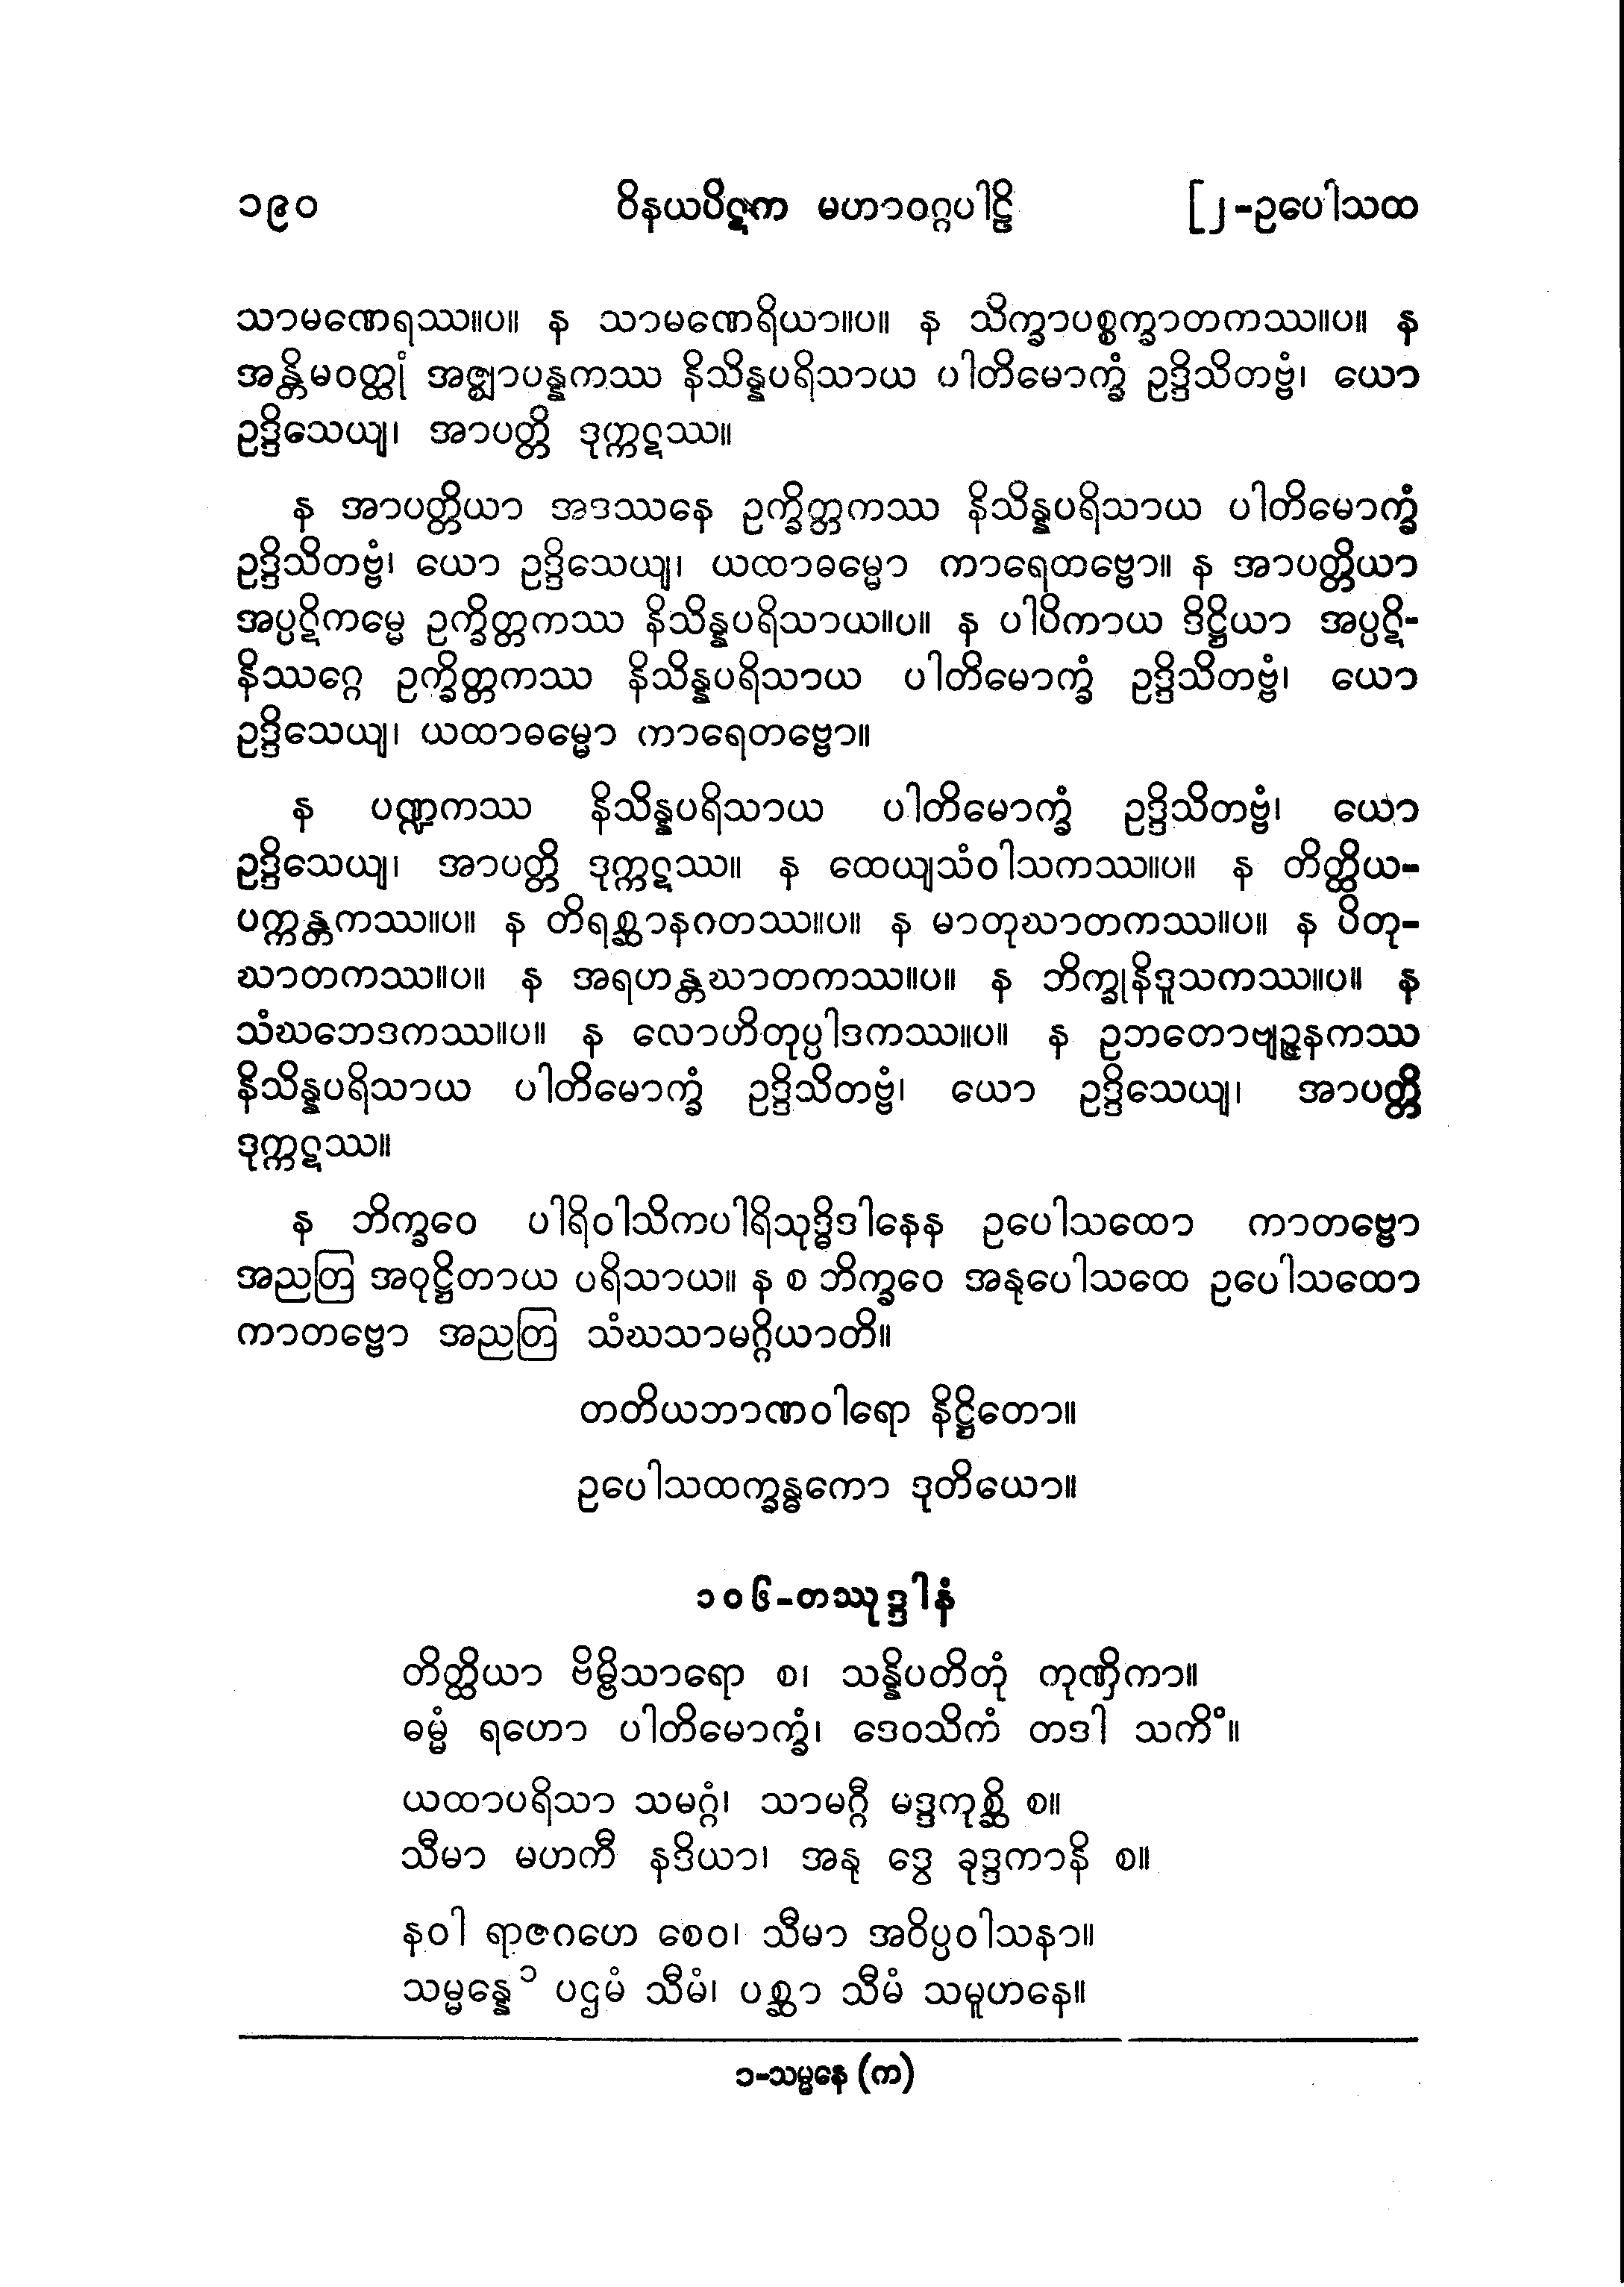 ၁၉၀ ဝိနယပိဋက မဟာဝဂ္ဂပါဠိ [၂-ဥပေါသထ
သာမဏေရဿ။ပ။ န သာမဏေရိယာ။ပ။ န သိက္ခာပစ္စက္ခာတကဿ။ပ။ န
အန္တိမဝတ္ထုံ အဇ္ဈာပန္နကဿ နိသိန္နပရိသာယ ပါတိမောက္ခံ ဥဒ္ဒိသိတဗ္ဗံ၊ ယော
ဥဒ္ဒိသေယျ၊ အာပတ္တိ ဒုက္ကဋဿ။
န အာပတ္တိယာ အဒဿနေ ဥက္ခိတ္တကဿ နိသိန္နပရိသာယ ပါတိမောက္ခံ
ဥဒ္ဒိသိတဗ္ဗံ၊ ယော ဥဒ္ဒိသေယျ၊ ယထာဓမ္မော ကာရေထဗ္ဗော။ န အာပတ္တိယာ
အပ္ပဋိကမ္မေ ဥက္ခိတ္တကဿ နိသိန္နပရိသာယ။ပ။ န ပါပိကာယ ဒိဋ္ဌိယာ အပ္ပဋိ-
နိဿဂ္ဂေ ဥက္ခိတ္တကဿ နိသိန္နပရိသာယ ပါတိမောက္ခံ ဥဒ္ဒိသိတဗ္ဗံ၊ ယော
ဥဒ္ဒိသေယျ၊ ယထာဓမ္မော ကာရေတဗ္ဗော။
န ပဏ္ဍကဿ နိသိန္နပရိသာယ ပါတိမောက္ခံ ဥဒ္ဒိသိတဗ္ဗံ၊ ယော
ဥဒ္ဒိသေယျ၊ အာပတ္တိ ဒုက္ကဋဿ။ န ထေယျသံဝါသကဿ။ပ။ န တိတ္ထိယ-
ပက္ကန္တကဿ။ပ။ န တိရစ္ဆာနဂတဿ။ပ။ န မာတုဃာတကဿ။ပ။ န ပိတု-
ဃာတကဿ။ပ။ န အရဟန္တဃာတကဿ။ပ။ န ဘိက္ခုနိဒူသကဿ။ပ။ န
သံဃဘေဒကဿ။ပ။ န လောဟိတုပ္ပါဒကဿ။ပ။ န ဥဘတောဗျဉ္ဇနကဿ
နိသိန္နပရိသာယ ပါတိမောက္ခံ ဥဒ္ဒိသိတဗ္ဗံ၊ ယော ဥဒ္ဒိသေယျ၊ အာပတ္တိ
ဒုက္ကဋဿ။
န ဘိက္ခဝေ ပါရိဝါသိကပါရိသုဒ္ဓိဒါနေန ဥပေါသထော ကာတဗ္ဗော
အညတြ အဝုဋ္ဌိတာယ ပရိသာယ။ န စ ဘိက္ခဝေ အနုပေါသထေ ဥပေါသထော
ကာတဗ္ဗော အညတြ သံဃသာမဂ္ဂိယာတိ။
တတိယဘာဏဝါရော နိဋ္ဌိတော။
ဥပေါသထက္ခန္ဓကော ဒုတိယော။
၁၀၆-တဿုဒ္ဒါနံ
တိတ္ထိယာ ဗိမ္ဗိသာရော စ၊ သန္နိပတိတုံ ကုဏှိကာ။
ဓမ္မံ ရဟော ပါတိမောက္ခံ၊ ဒေဝသိကံ တဒါ သကိံ။
ယထာပရိသာ သမဂ္ဂံ၊ သာမဂ္ဂီ မဒ္ဒကုစ္ဆိ စ။
သီမာ မဟကီ နဒိယာ၊ အနု ဒွေ ခုဒ္ဒကာနိ စ။
နဝါ ရာဇဂဟေ စေဝ၊ သီမာ အဝိပ္ပဝါသနာ။
သမ္မန္နေ ၁ ပဌမံ သီမံ၊ ပစ္ဆာ သီမံ သမူဟနေ။
၁-သမ္မနေ (က)